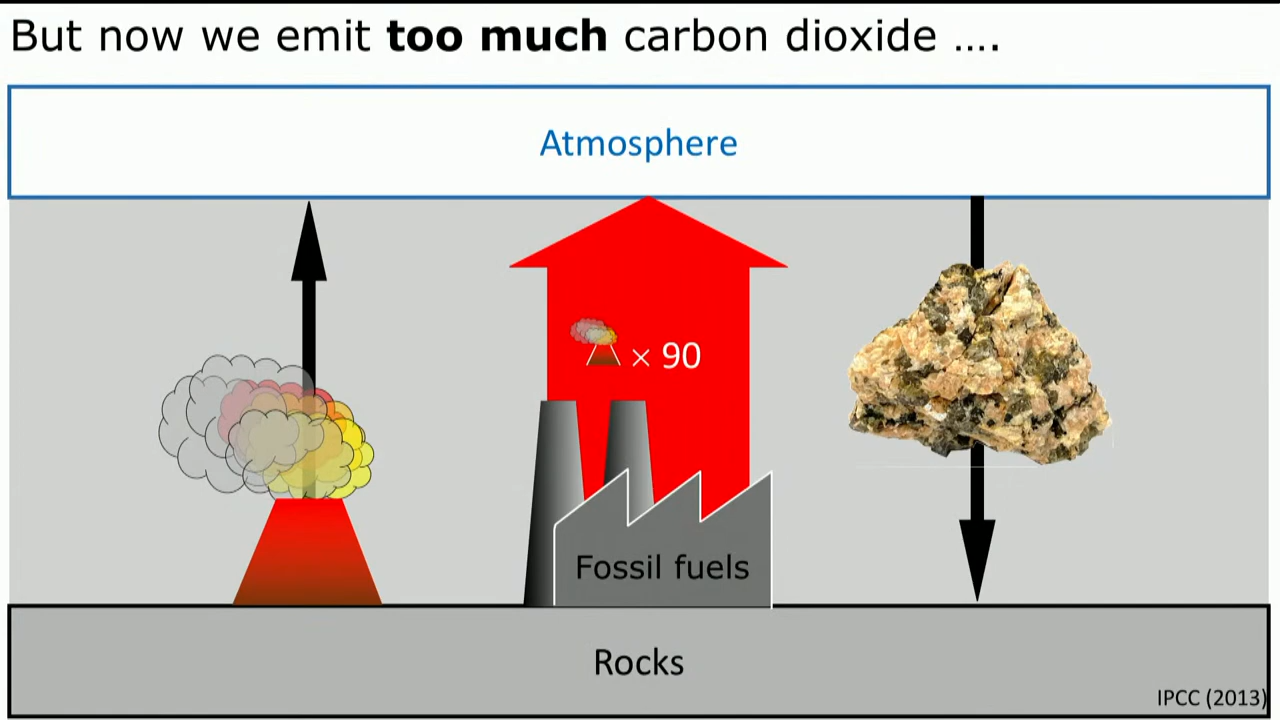 But now we emit too much carbon dioxide ....
Atmosphere
× 90
Fossil fuels
Rocks
IPCC (2013)